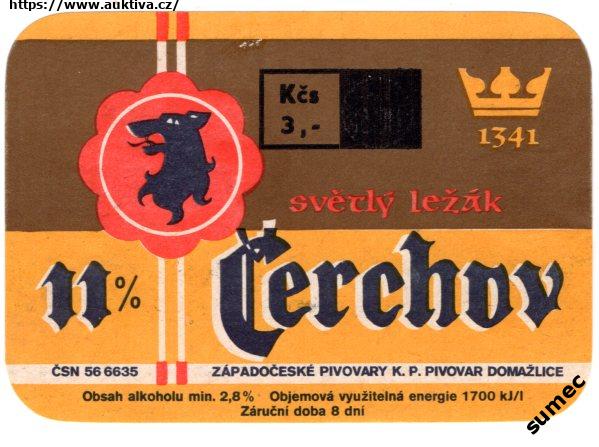 https://www.auktiva.cz/
Kčs
3,-
1341
světlý ležák
11% Čerchov
ČSN 56 6635
ZÁPADOČESKÉ PIVOVARY K. P. PIVOVAR DOMAŽLICE
Obsah alkoholu min. 2,8% Objemová využitelná energie 1700 kJ/l
Záruční doba 8 dní
sumec